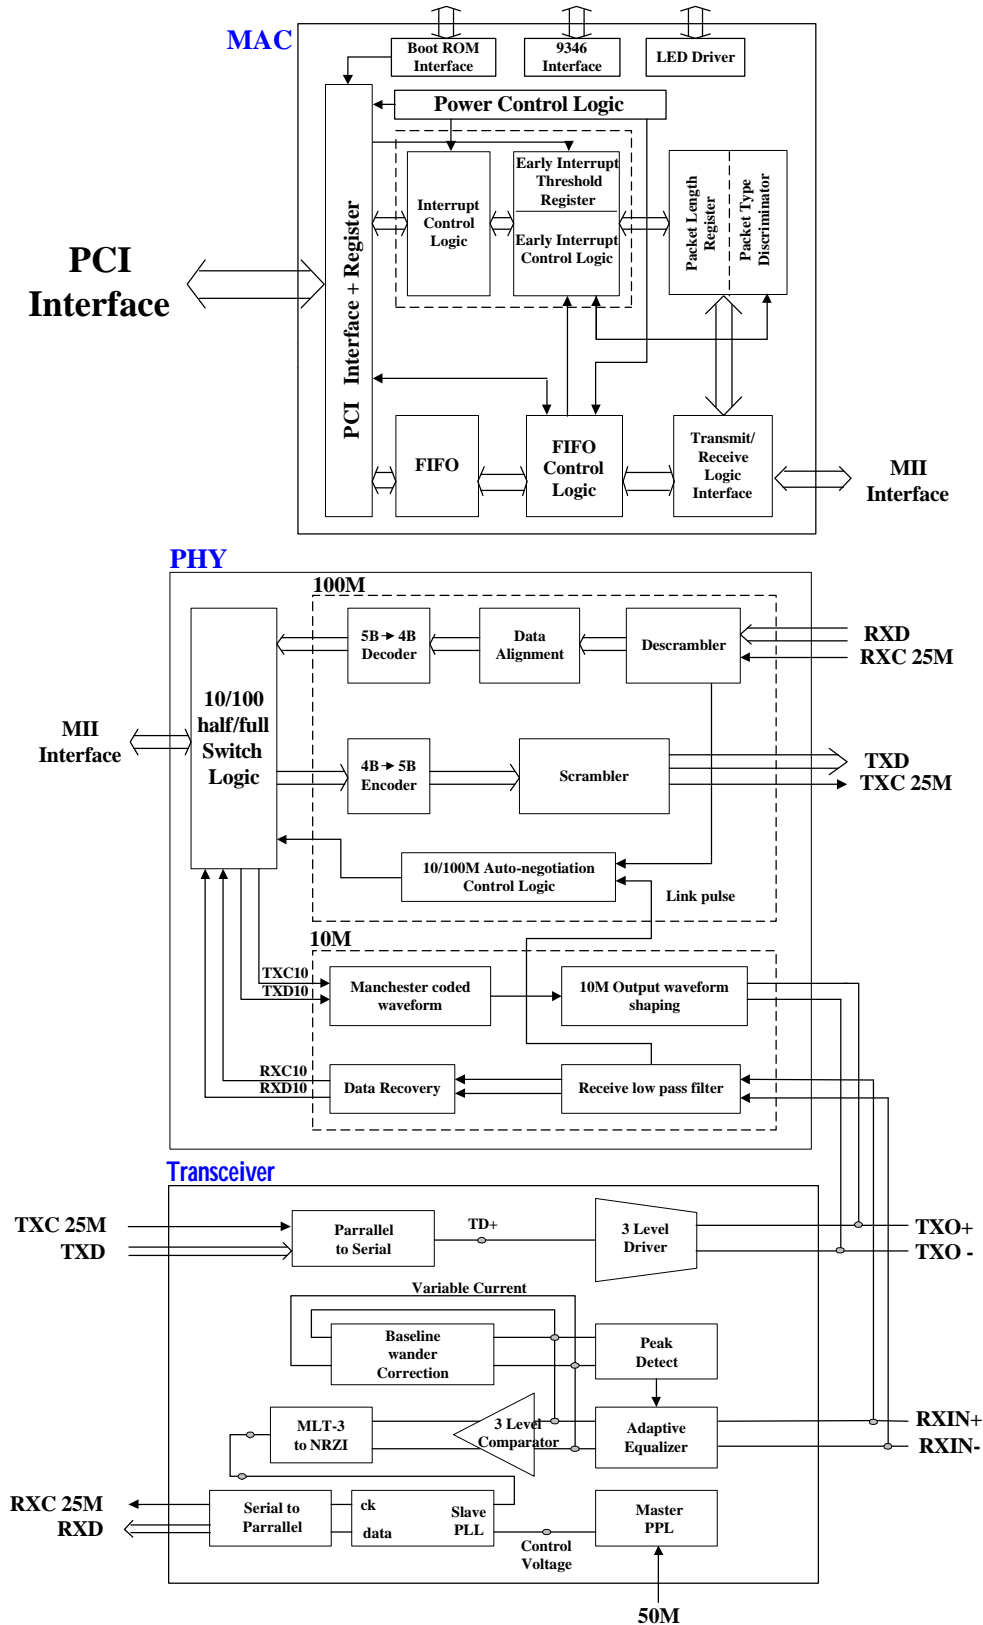 MAC
Boot ROM
Interface
9346
Interface
LED Driver
Power Control Logic
PCI Interface + Register
Interrupt
Control
Logic
Early Interrupt
Threshold
Register
Early Interrupt
Control Logic
Packet Length
Register
Packet Type
Discriminator
PCI
Interface
FIFO
FIFO
Control
Logic
Transmit/
Receive
Logic
Interface
MII
Interface
PHY
100M
10/100
half/full
Switch
Logic
5B → 4B
Decoder
Data
Alignment
Descrambler
RXD
RXC 25M
MII
Interface
4B → 5B
Encoder
Scrambler
TXD
TXC 25M
10/100M Auto-negotiation
Control Logic
Link pulse
10M
TXC10
TXD10
Manchester coded
waveform
10M Output waveform
shaping
RXC10
RXD10
Data Recovery
Receive low pass filter
Transceiver
TXC 25M
TXD
Parrallel
to Serial
TD+
3 Level
Driver
TXO+
TXO -
Variable Current
Baseline
wander
Correction
Peak
Detect
MLT-3
to NRZI
3 Level
Comparator
Adaptive
Equalizer
RXIN+
RXIN-
RXC 25M
RXD
Serial to
Parrallel
ck
data
Slave
PLL
Control
Voltage
Master
PPL
50M